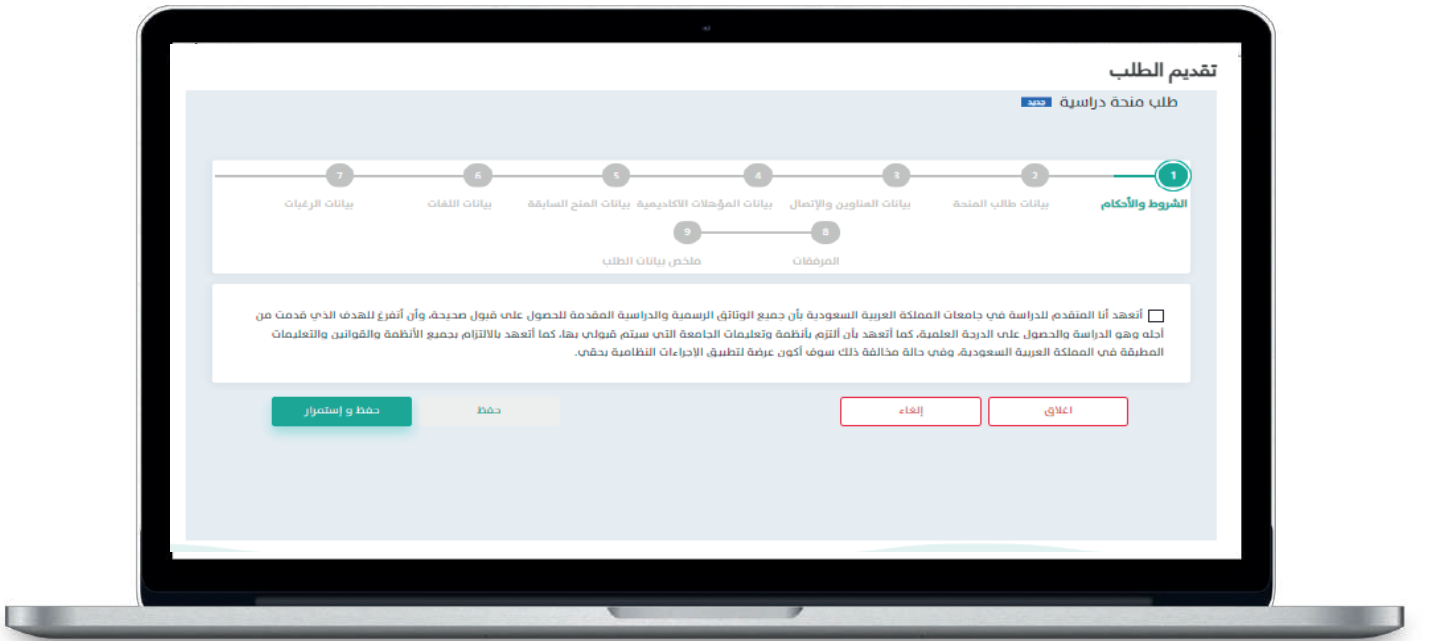 تقديم الطلب
طلب منحة دراسية جديد
1 2 3 4 5 6 7
الشروط والأحكام بيانات طالب المنحة بيانات العناوين والإتصال بيانات المؤهلات الاكاديمية بيانات المنح السابقة بيانات اللغات بيانات الرغبات
8 9
المرفقات ملخص بيانات الطلب
أتعهد أنا المتقدم للدراسة في جامعات المملكة العربية السعودية بأن جميع الوثائق الرسمية والدراسية المقدمة للحصول على قبول صحيحة، وأن أتفرغ للهدف الذي قدمت من
أجله وهو الدراسة والحصول على الدرجة العلمية، كما أتعهد بأن ألتزم بأنظمة وتعليمات الجامعة التي سيتم قبولي بها، كما أتعهد بالالتزام بجميع الأنظمة والقوانين والتعليمات
المطبقة في المملكة العربية السعودية، وفي حالة مخالفة ذلك سوف أكون عرضة لتطبيق الإجراءات النظامية بحقي.
اغلاق إلغاء حفظ حفظ و إستمرار